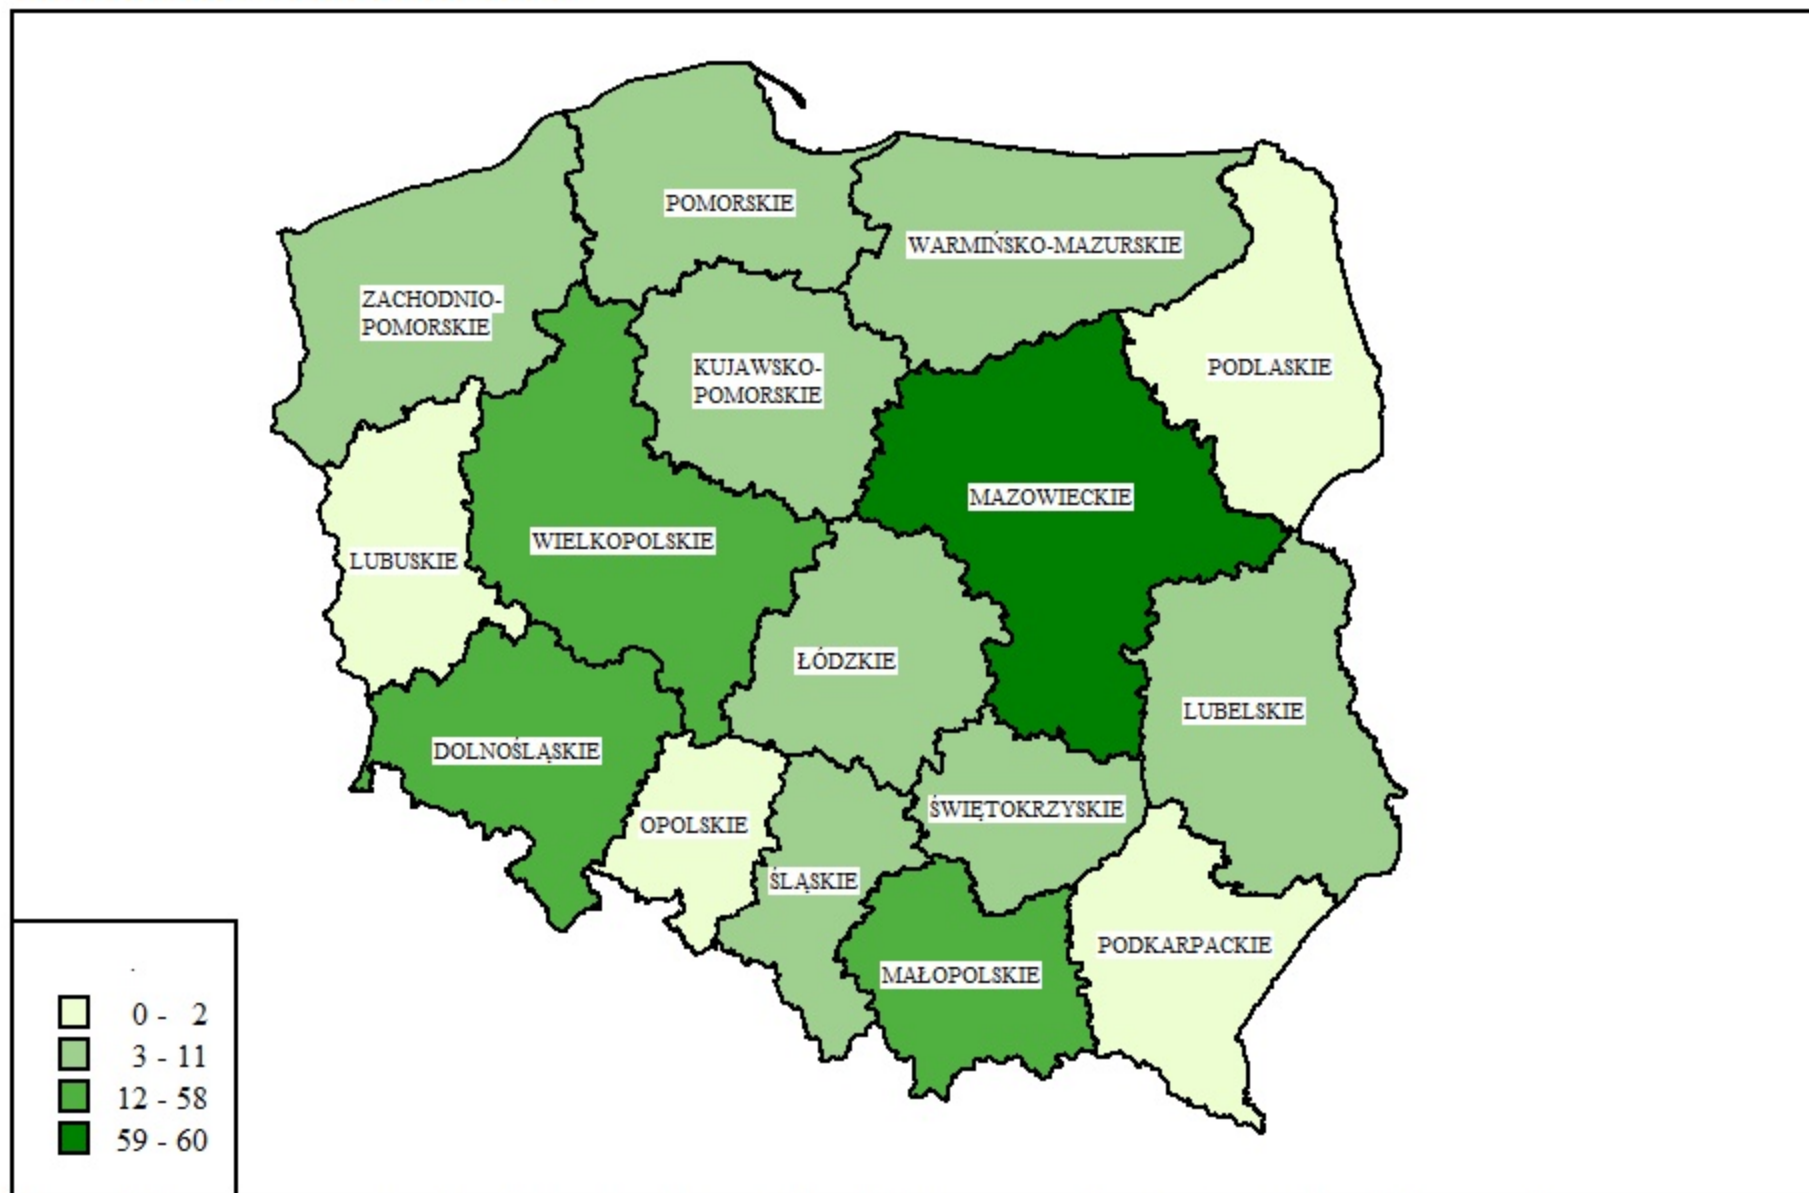 POMORSKIE
WARMIŃSKO-MAZURSKIE
ZACHODNIO-
POMORSKIE
KUJAWSKO-
POMORSKIE
PODLASKIE
MAZOWIECKIE
WIELKOPOLSKIE
LUBUSKIE
ŁÓDZKIE
LUBELSKIE
DOLNOŚLĄSKIE
ŚWIĘTOKRZYSKIE
OPOLSKIE
ŚLĄSKIE
PODKARPACKIE
MAŁOPOLSKIE
.
0 - 2
3 - 11
12 - 58
59 - 60